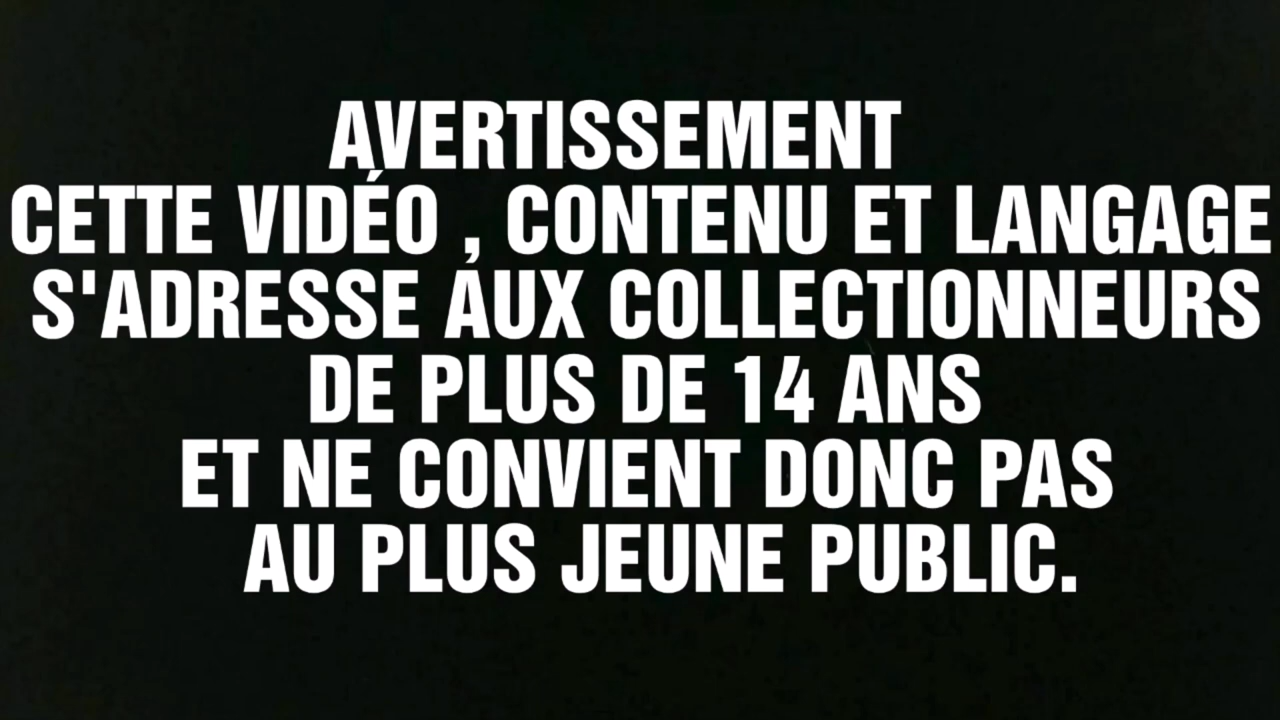 AVERTISSEMENT
CETTE VIDÉO , CONTENU ET LANGAGE
S'ADRESSE AUX COLLECTIONNEURS
DE PLUS DE 14 ANS
ET NE CONVIENT DONC PAS
AU PLUS JEUNE PUBLIC.